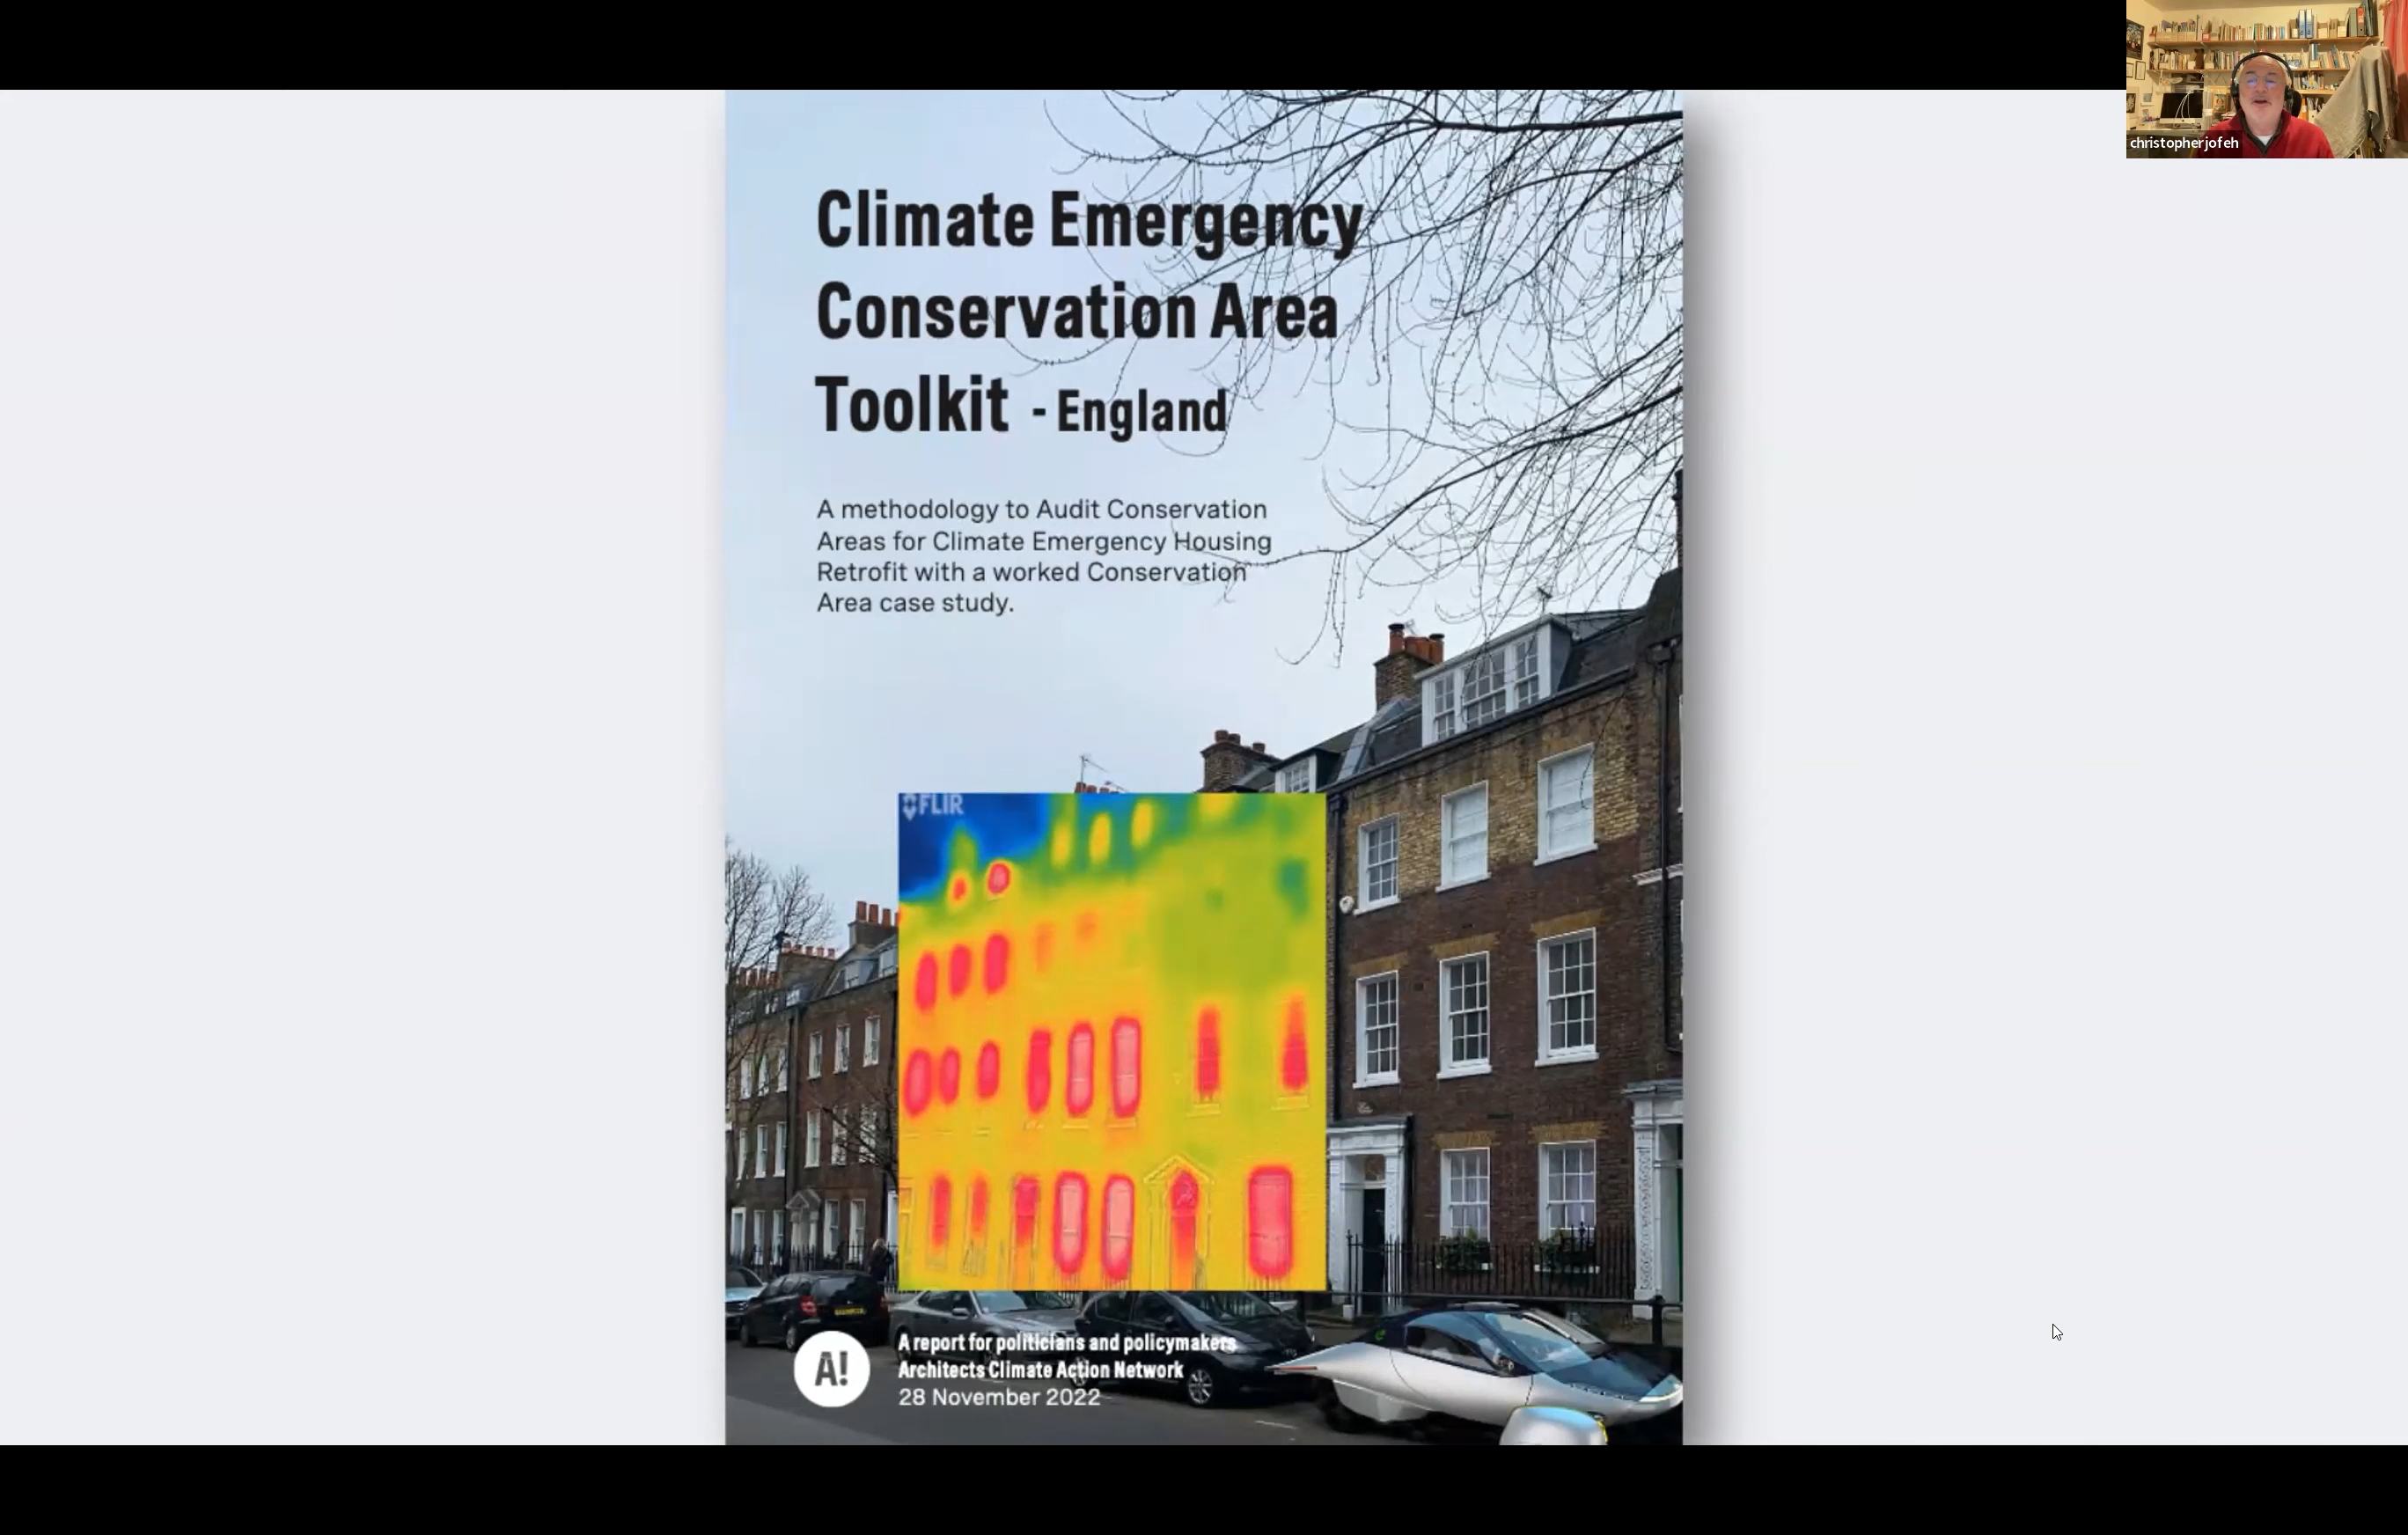 christopherjofeh
Climate Emergency
Conservation Area
Toolkit - England
A methodology to Audit Conservation
Areas for Climate Emergency Housing
Retrofit with a worked Conservation
Area case study.
FLIR
A!
A report for politicians and policymakers
Architects Climate Action Network
28 November 2022